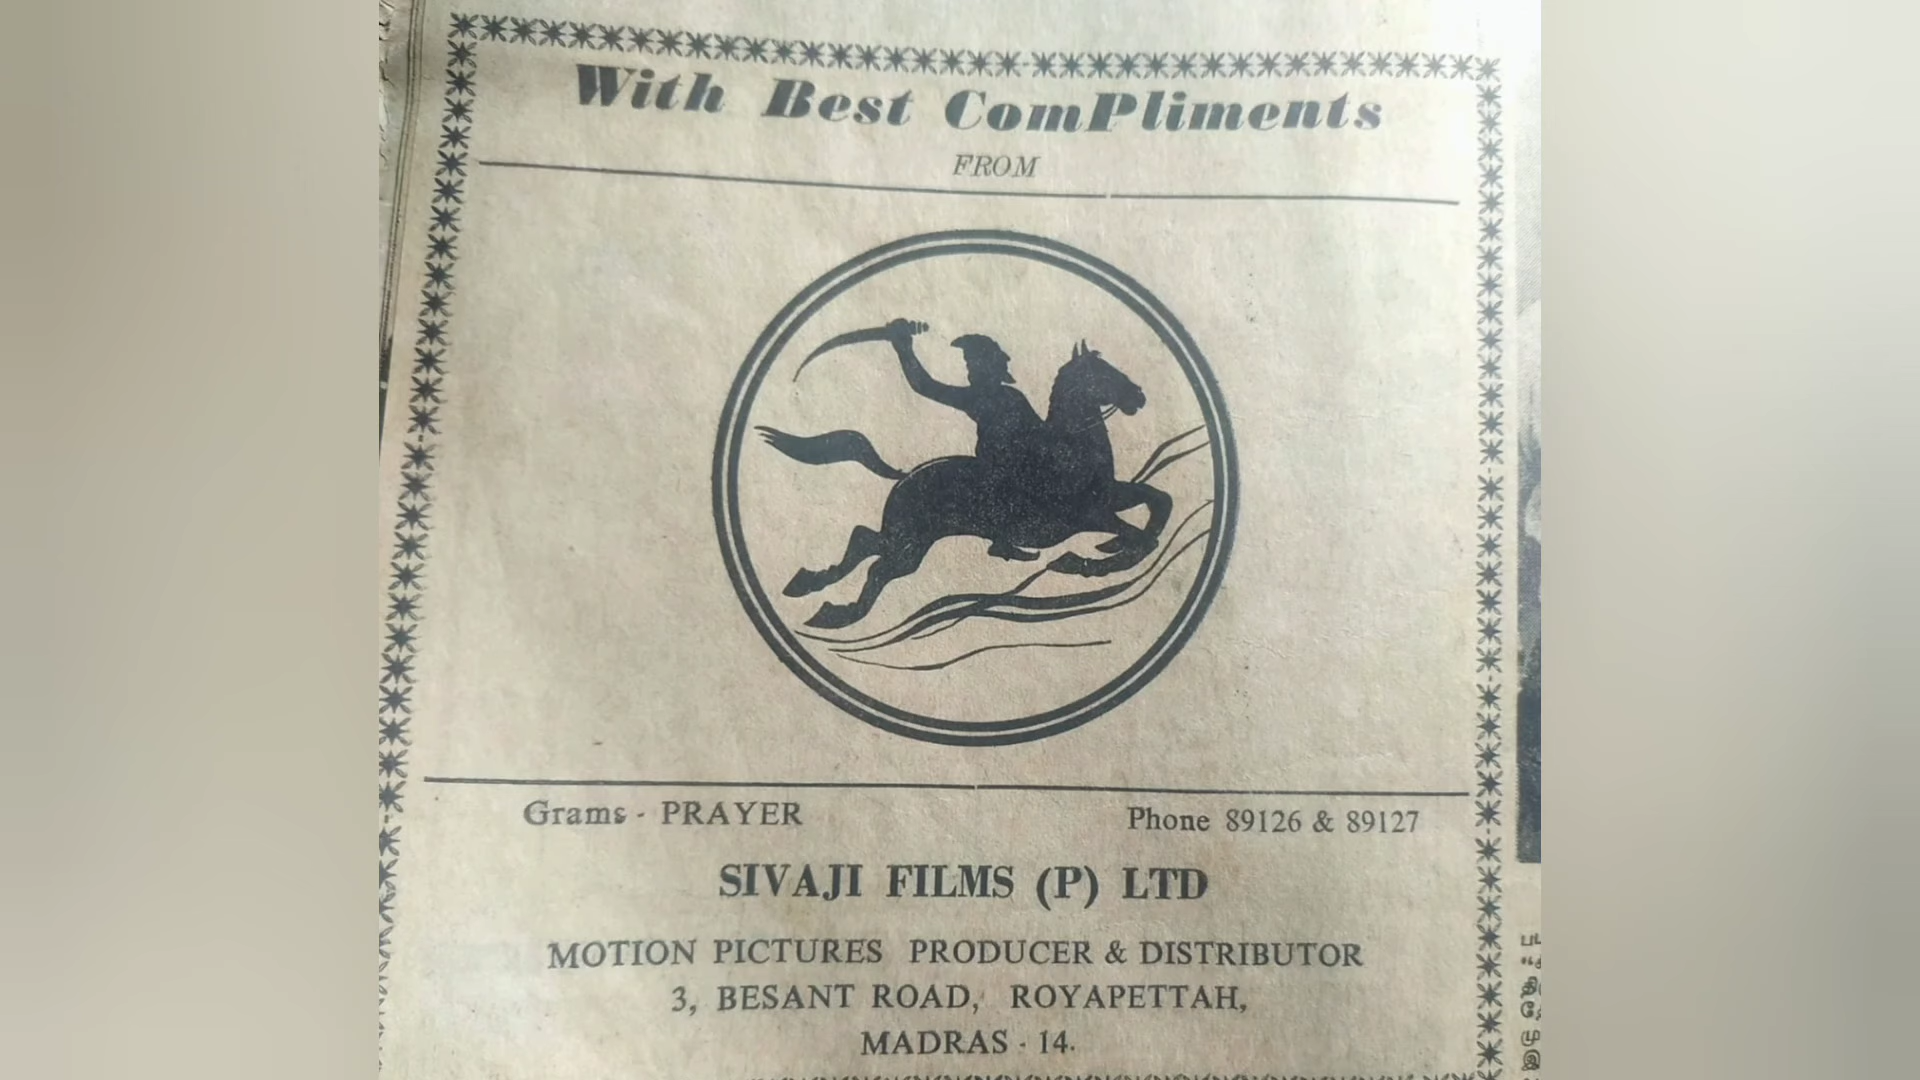 With Best ComPliments
FROM
Grams - PRAYER
Phone 89126 & 89127
SIVAJI FILMS (P) LTD
MOTION PICTURES PRODUCER & DISTRIBUTOR
3, BESANT ROAD, ROYAPETTAH,
MADRAS - 14.